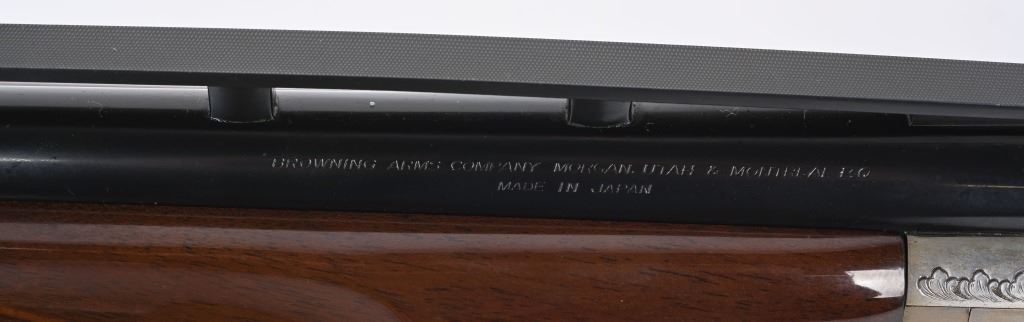 BROWNING ARMS COMPANY MORGAN, UTAH & MONTREAL P.Q.
MADE IN JAPAN